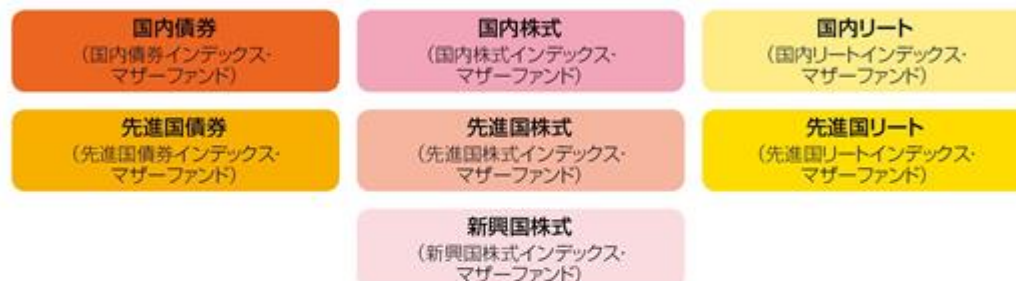 国内債券
(国内債券インデックス・
マザーファンド)
国内株式
(国内株式インデックス・
マザーファンド)
国内リート
(国内リートインデックス・
マザーファンド)
先進国債券
(先進国債券インデックス・
マザーファンド)
先進国株式
(先進国株式インデックス・
マザーファンド)
先進国リート
(先進国リートインデックス・
マザーファンド)
新興国株式
(新興国株式インデックス・
マザーファンド)